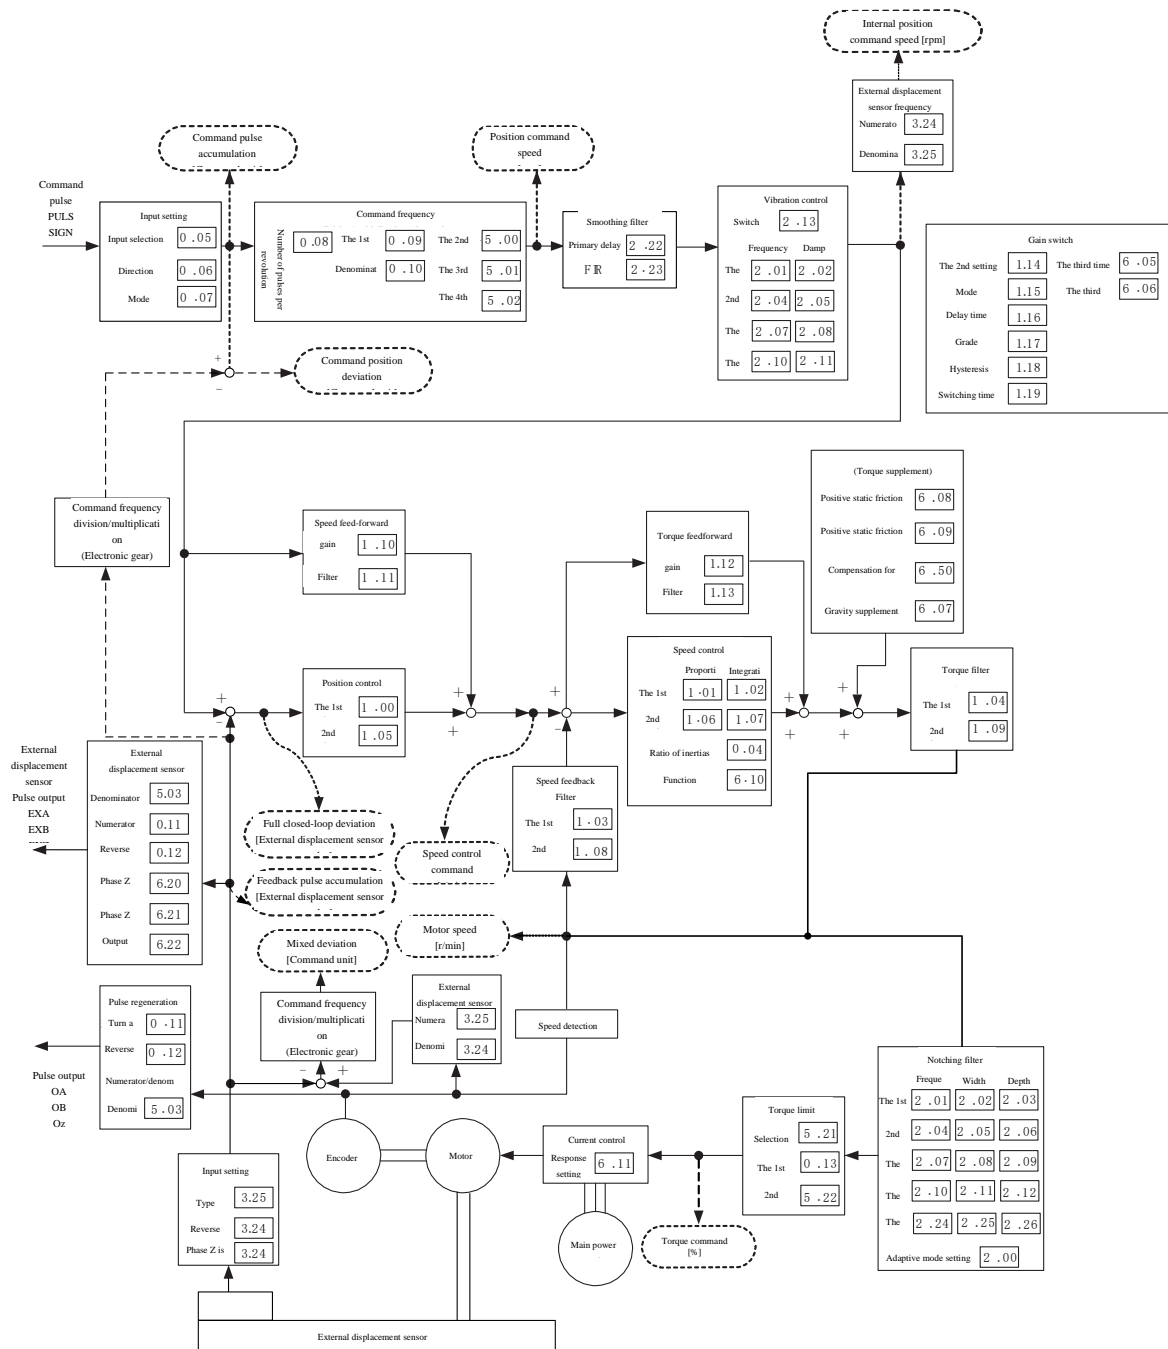 Internal position
command speed [rpm]
External displacement
sensor frequency
Numerato 3.24
Denomina 3.25
Command pulse
accumulation
Position command
speed
Command
pulse
PULS
SIGN
Input setting
Input selection 0 .05
Direction 0 .06
Mode 0 .07
Command frequency
Number of pulses per
revolution
0 .08 The 1st 0 .09 The 2nd 5 .00
Denominat 0 .10 The 3rd 5 .01
The 4th 5 .02
Smoothing filter
Primary delay 2 .22
FIR 2.23
Vibration control
Switch 2 .13
Frequency Damp
The 2 .01 2 .02
2nd 2 .04 2 .05
The 2 .07 2 .08
The 2 .10 2 .11
Gain switch
The 2nd setting 1.14 The third time 6 .05
Mode 1.15 The third 6 .06
Delay time 1.16
Grade 1.17
Hysteresis 1.18
Switching time 1.19
+
−
Command position
deviation
Command frequency
division/multiplicati
on
(Electronic gear)
Speed feed-forward
gain 1 .10
Filter 1 .11
Torque feedforward
gain 1.12
Filter 1.13
(Torque supplement)
Positive static friction 6 .08
Positive static friction 6 .09
Compensation for 6 .50
Gravity supplement 6 .07
+
−
Position control
The 1st 1 .00
2nd 1 .05
+
+
+
−
Speed control
Proporti Integrati
The 1st 1.01 1 .02
2nd 1.06 1.07
Ratio of inertias 0 .04
Function 6.10
+
+
+
+
Torque filter
The 1st 1 .04
2nd 1 .09
External
displacement
sensor
Pulse output
EXA
EXB
External
displacement sensor
Denominator 5.03
Numerator 0.11
Reverse 0.12
Phase Z 6.20
Phase Z 6.21
Output 6.22
Full closed-loop deviation
[External displacement sensor
Feedback pulse accumulation
[External displacement sensor
Speed control
command
Speed feedback
Filter
The 1st 1.03
2nd 1. 08
Motor speed
[r/min]
Mixed deviation
[Command unit]
Command frequency
division/multiplicati
on
(Electronic gear)
−
+
External
displacement sensor
Numera 3.25
Denomi 3.24
Speed detection
Pulse regeneration
Turn a 0 .11
Reverse 0 .12
Numerator/denom
Denomi 5 .03
Pulse output
OA
OB
Oz
Encoder
Motor
Current control
Response
setting
6 .11
Main power
Torque limit
Selection 5 .21
The 1st 0 .13
2nd 5 .22
Torque command
[%]
Notching filter
Freque Width Depth
The 1st 2 .01 2 .02 2 .03
2nd 2 .04 2 .05 2 .06
The 2 .07 2 .08 2 .09
The 2 .10 2 .11 2 .12
The 2 .24 2 .25 2 .26
Adaptive mode setting 2 .00
Input setting
Type 3.25
Reverse 3.24
Phase Z is 3.24
External displacement sensor